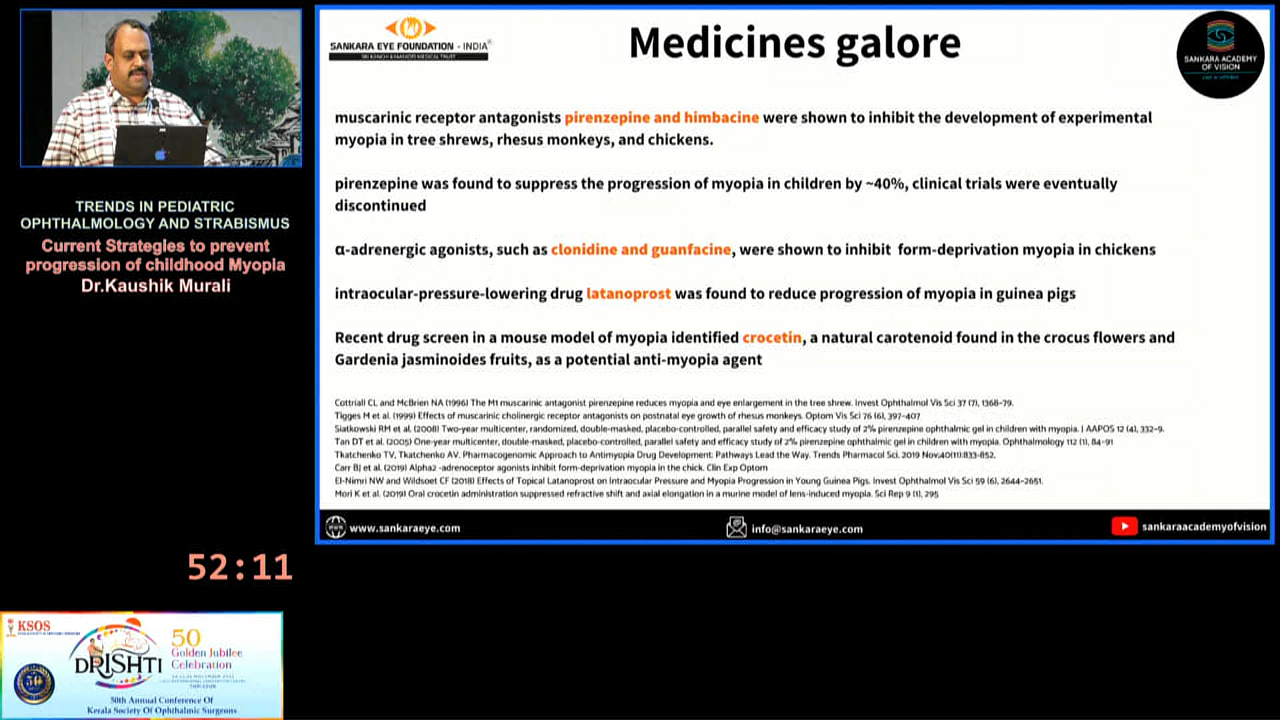 TRENDS IN PEDIATRIC
OPHTHALMOLOGY AND STRABISMUS
Current Strategies to prevent
progression of childhood Myopia
Dr.Kaushik Murali
SANKARA EYE FOUNDATION - INDIA
Medicines galore
SANKARA ACADEMY
OF VISION
muscarinic receptor antagonists pirenzepine and himbacine were shown to inhibit the development of experimental
myopia in tree shrews, rhesus monkeys, and chickens.
pirenzepine was found to suppress the progression of myopia in children by ~40%, clinical trials were eventually
discontinued
α-adrenergic agonists, such as clonidine and guanfacine, were shown to inhibit form-deprivation myopia in chickens
intraocular-pressure-lowering drug latanoprost was found to reduce progression of myopia in guinea pigs
Recent drug screen in a mouse model of myopia identified crocetin, a natural carotenoid found in the crocus flowers and
Gardenia jasminoides fruits, as a potential anti-myopia agent
Cottriall CL and McBrien NA (1996) The M1 muscarinic antagonist pirenzepine reduces myopia and eye enlargement in the tree shrew. Invest Ophthalmol Vis Sci 37 (7), 1368–79.
Tigges M et al. (1999) Effects of muscarinic cholinergic receptor antagonists on postnatal eye growth of rhesus monkeys. Optom Vis Sci 76 (6), 397–407
Siatkowski RM et al. (2008) Two-year multicenter, randomized, double-masked, placebo-controlled, parallel safety and efficacy study of 2% pirenzepine ophthalmic gel in children with myopia. J AAPOS 12 (4), 332–9.
Tan DT et al. (2005) One-year multicenter, double-masked, placebo-controlled, parallel safety and efficacy study of 2% pirenzepine ophthalmic gel in children with myopia. Ophthalmology 112 (1), 84–91
Tkatchenko TV, Tkatchenko AV. Pharmacogenomic Approach to Antimyopia Drug Development: Pathways Lead the Way. Trends Pharmacol Sci. 2019 Nov;40(11):833-852.
Carr BJ et al. (2019) Alpha2 -adrenoceptor agonists inhibit form-deprivation myopia in the chick. Clin Exp Optom
El-Nimri NW and Wildsoet CF (2018) Effects of Topical Latanoprost on Intraocular Pressure and Myopia Progression in Young Guinea Pigs. Invest Ophthalmol Vis Sci 59 (6), 2644–2651.
Mori K et al. (2019) Oral crocetin administration suppressed refractive shift and axial elongation in a murine model of lens-induced myopia. Sci Rep 9 (1), 295
www.sankaraeye.com
info@sankaraeye.com
sankaraacademyofvision
52:11
KSOS
DRISHTI
50
Golden Jubilee
Celebration
50th Annual Conference Of
Kerala Society Of Ophthalmic Surgeons